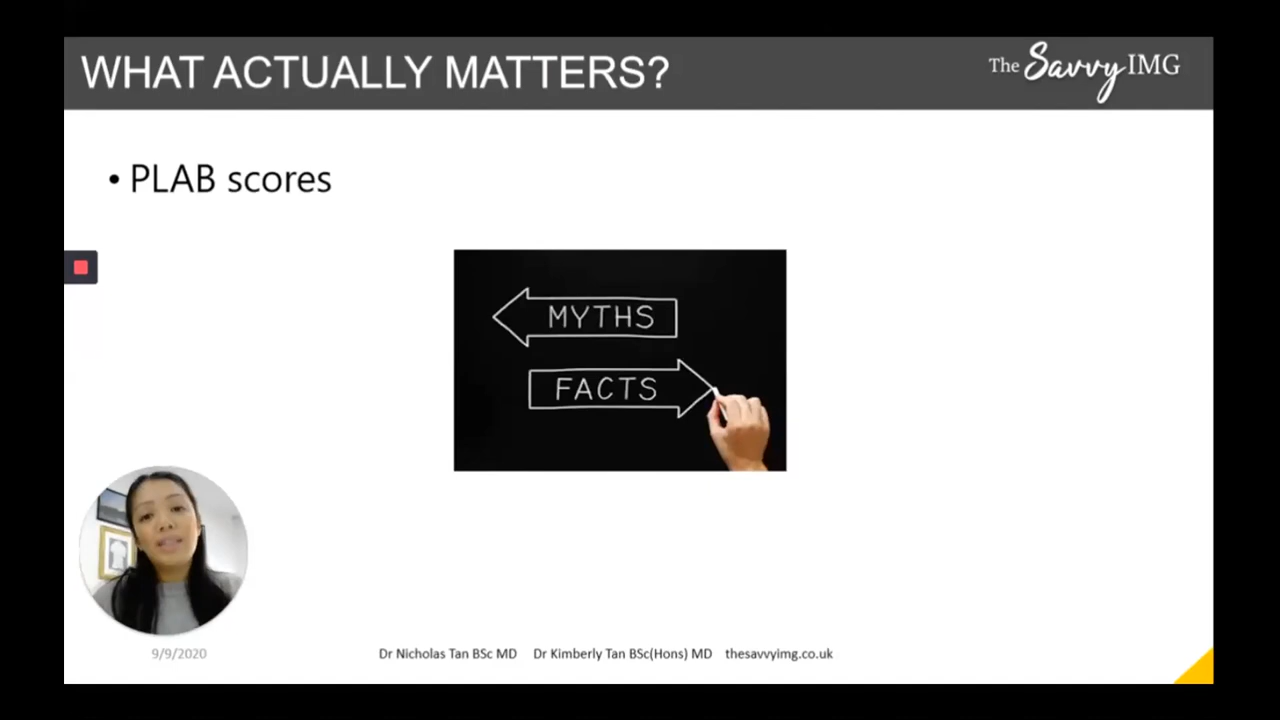 WHAT ACTUALLY MATTERS?
The Savvy IMG
• PLAB scores
MYTHS
FACTS
9/9/2020
Dr Nicholas Tan BSc MD Dr Kimberly Tan BSc(Hons) MD thesavvyimg.co.uk